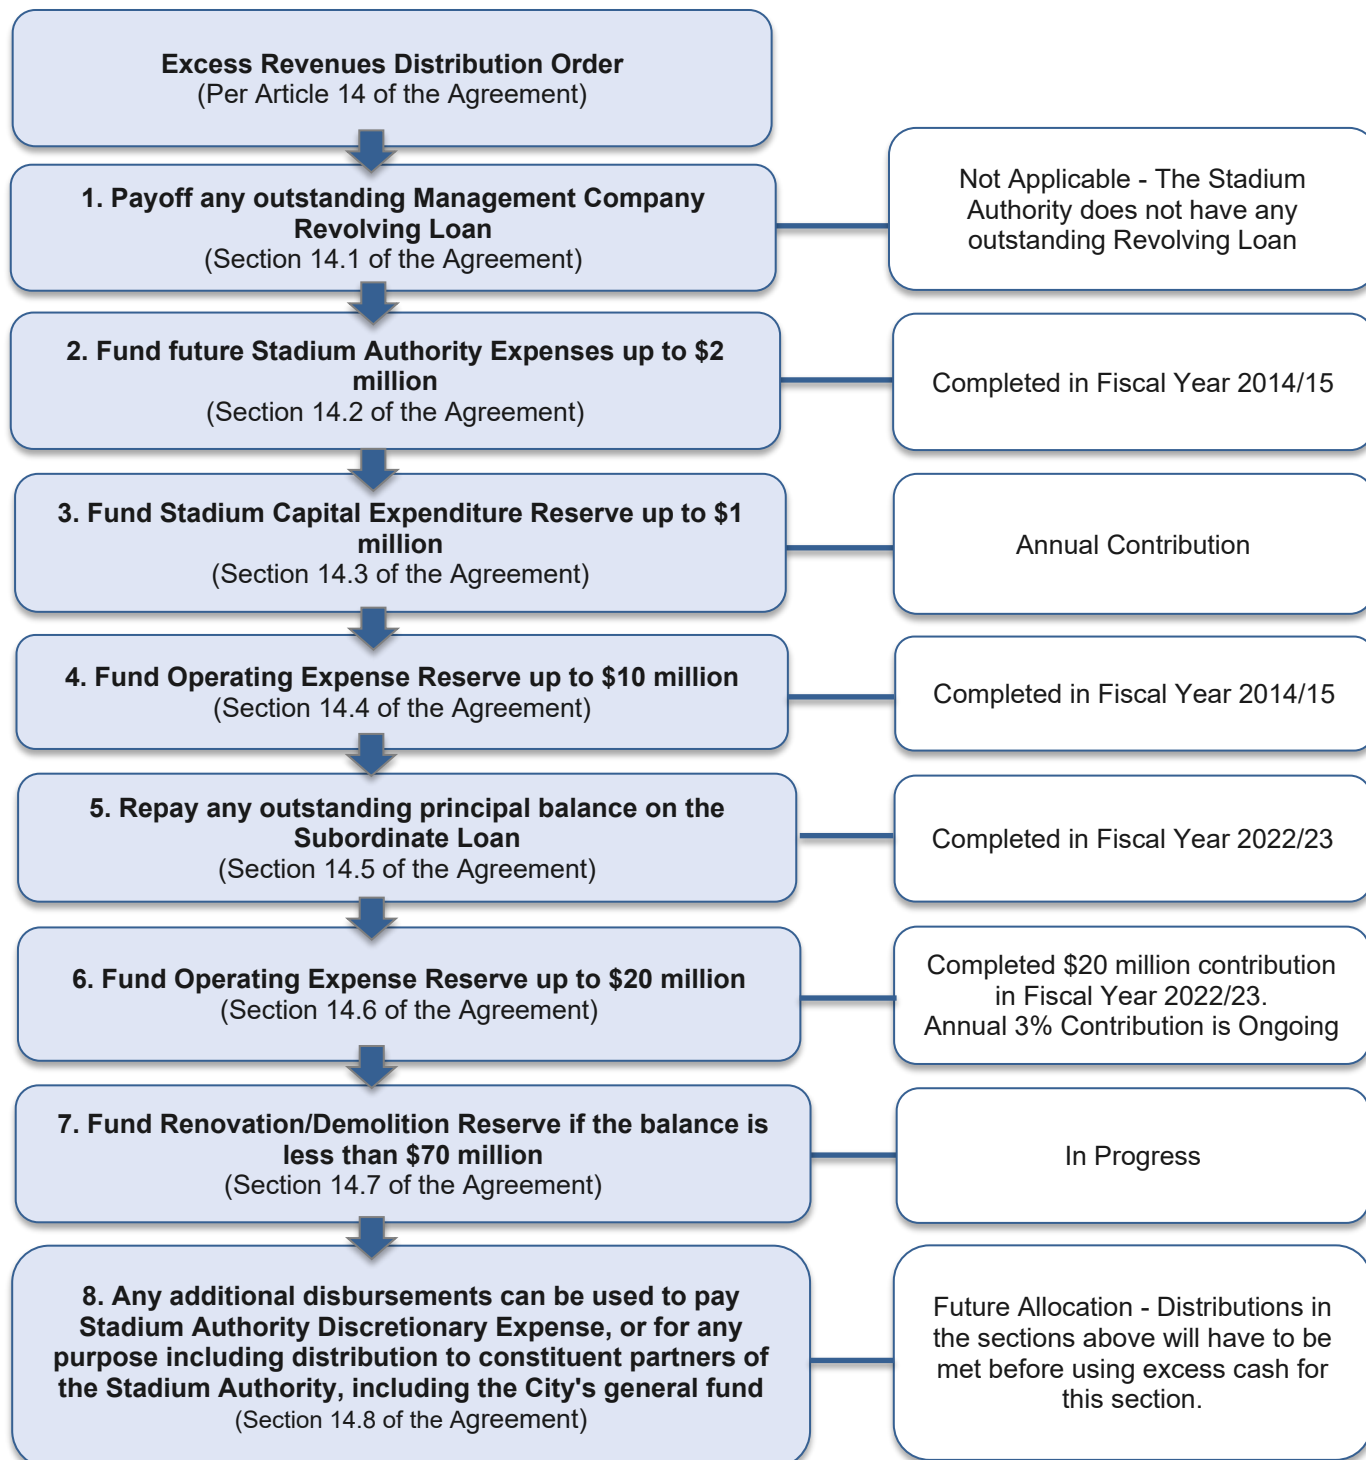 Excess Revenues Distribution Order
(Per Article 14 of the Agreement)
1. Payoff any outstanding Management Company
Revolving Loan
(Section 14.1 of the Agreement)
Not Applicable - The Stadium
Authority does not have any
outstanding Revolving Loan
2. Fund future Stadium Authority Expenses up to $2
million
(Section 14.2 of the Agreement)
Completed in Fiscal Year 2014/15
3. Fund Stadium Capital Expenditure Reserve up to $1
million
(Section 14.3 of the Agreement)
Annual Contribution
4. Fund Operating Expense Reserve up to $10 million
(Section 14.4 of the Agreement)
Completed in Fiscal Year 2014/15
5. Repay any outstanding principal balance on the
Subordinate Loan
(Section 14.5 of the Agreement)
Completed in Fiscal Year 2022/23
6. Fund Operating Expense Reserve up to $20 million
(Section 14.6 of the Agreement)
Completed $20 million contribution
in Fiscal Year 2022/23.
Annual 3% Contribution is Ongoing
7. Fund Renovation/Demolition Reserve if the balance is
less than $70 million
(Section 14.7 of the Agreement)
In Progress
8. Any additional disbursements can be used to pay
Stadium Authority Discretionary Expense, or for any
purpose including distribution to constituent partners of
the Stadium Authority, including the City's general fund
(Section 14.8 of the Agreement)
Future Allocation - Distributions in
the sections above will have to be
met before using excess cash for
this section.